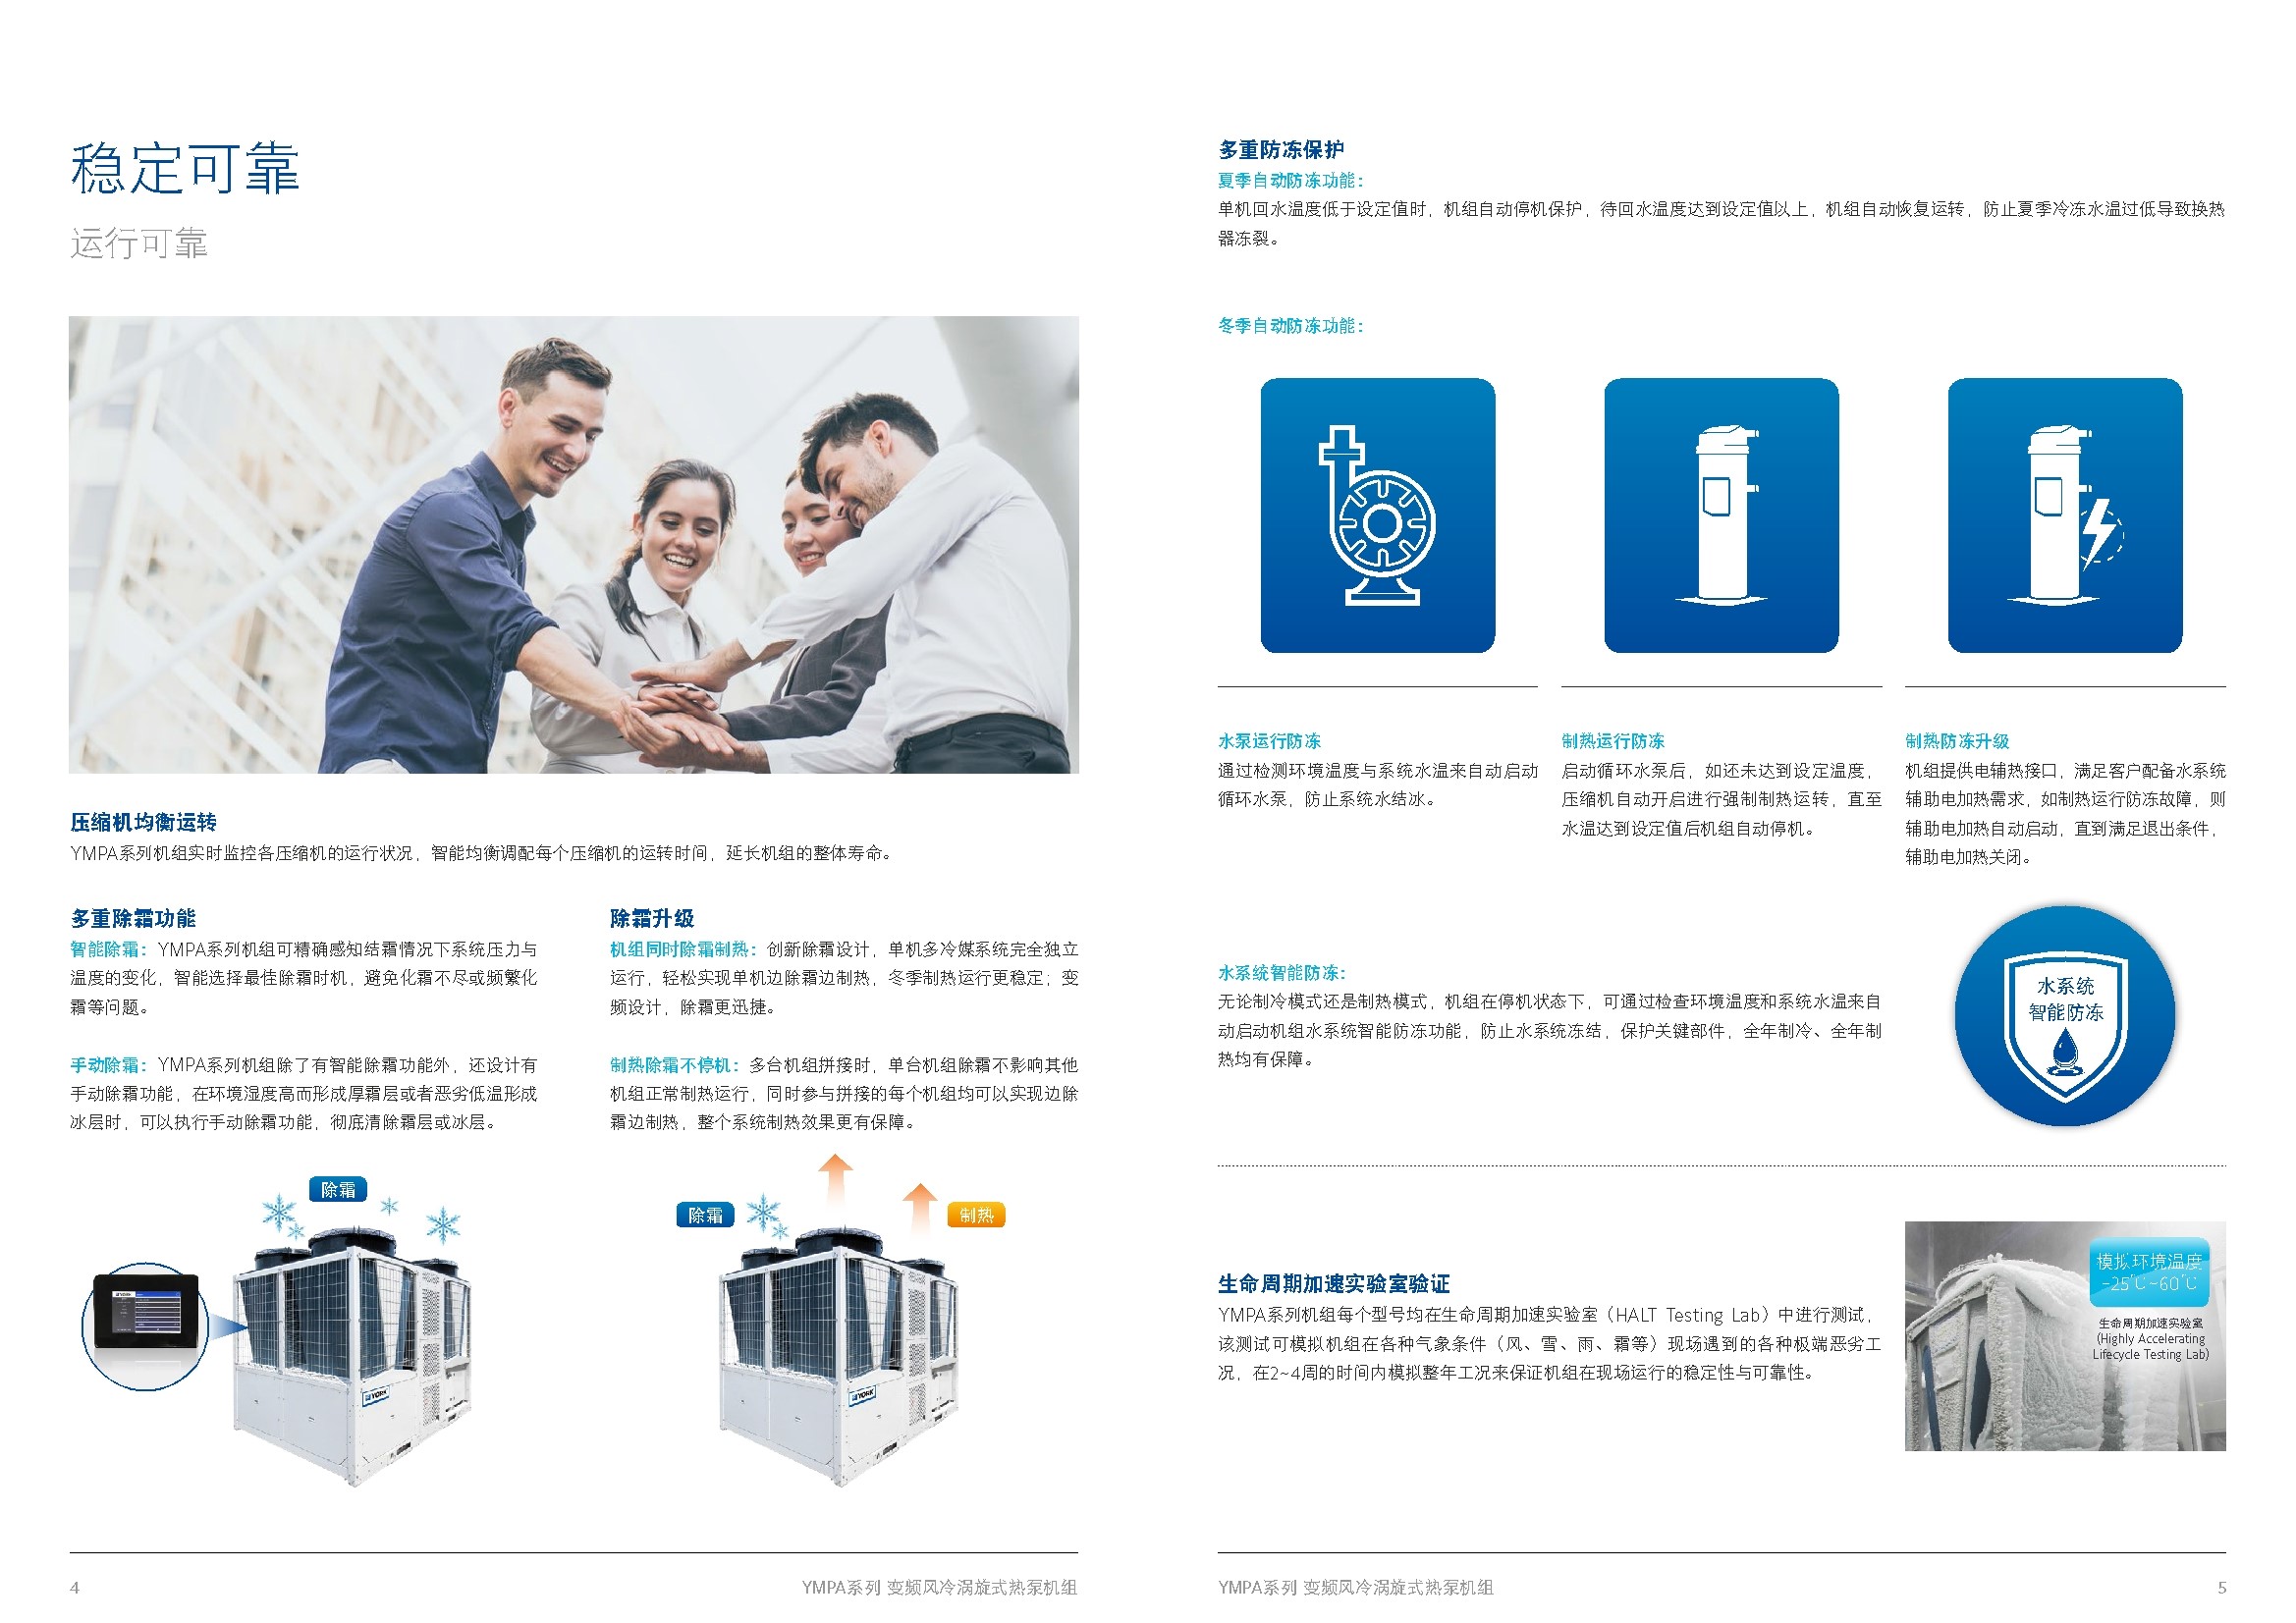 稳定可靠
运行可靠
压缩机均衡运转
YMPA系列机组实时监控各压缩机的运行状况，智能均衡调配每个压缩机的运转时间，延长机组的整体寿命。
多重除霜功能
智能除霜：YMPA系列机组可精确感知结霜情况下系统压力与
温度的变化，智能选择最佳除霜时机，避免化霜不尽或频繁化
霜等问题。
手动除霜：YMPA系列机组除了有智能除霜功能外，还设计有
手动除霜功能，在环境湿度高而形成厚霜层或者恶劣低温形成
冰层时，可以执行手动除霜功能，彻底清除霜层或冰层。
除霜升级
机组同时除霜制热：创新除霜设计，单机多冷媒系统完全独立
运行，轻松实现单机边除霜边制热，冬季制热运行更稳定；变
频设计，除霜更迅捷。
制热除霜不停机：多台机组拼接时，单台机组除霜不影响其他
机组正常制热运行，同时参与拼接的每个机组均可以实现边除
霜边制热，整个系统制热效果更有保障。
除霜
YORK
YORK
除霜
制热
YORK
4
YMPA系列 变频风冷涡旋式热泵机组
多重防冻保护
夏季自动防冻功能：
单机回水温度低于设定值时，机组自动停机保护，待回水温度达到设定值以上，机组自动恢复运转，防止夏季冷冻水温过低导致换热
器冻裂。
冬季自动防冻功能：
水泵运行防冻
通过检测环境温度与系统水温来自动启动
循环水泵，防止系统水结冰。
制热运行防冻
启动循环水泵后，如还未达到设定温度，
压缩机自动开启进行强制制热运转，直至
水温达到设定值后机组自动停机。
制热防冻升级
机组提供电辅热接口，满足客户配备水系统
辅助电加热需求，如制热运行防冻故障，则
辅助电加热自动启动，直到满足退出条件，
辅助电加热关闭。
水系统智能防冻：
无论制冷模式还是制热模式，机组在停机状态下，可通过检查环境温度和系统水温来自
动启动机组水系统智能防冻功能，防止水系统冻结，保护关键部件，全年制冷、全年制
热均有保障。
水系统
智能防冻
生命周期加速实验室验证
YMPA系列机组每个型号均在生命周期加速实验室（HALT Testing Lab）中进行测试，
该测试可模拟机组在各种气象条件（风、雪、雨、霜等）现场遇到的各种极端恶劣工
况，在2~4周的时间内模拟整年工况来保证机组在现场运行的稳定性与可靠性。
模拟环境温度
-25℃~60℃
生命周期加速实验室
(Highly Accelerating
Lifecycle Testing Lab)
YMPA系列 变频风冷涡旋式热泵机组
5